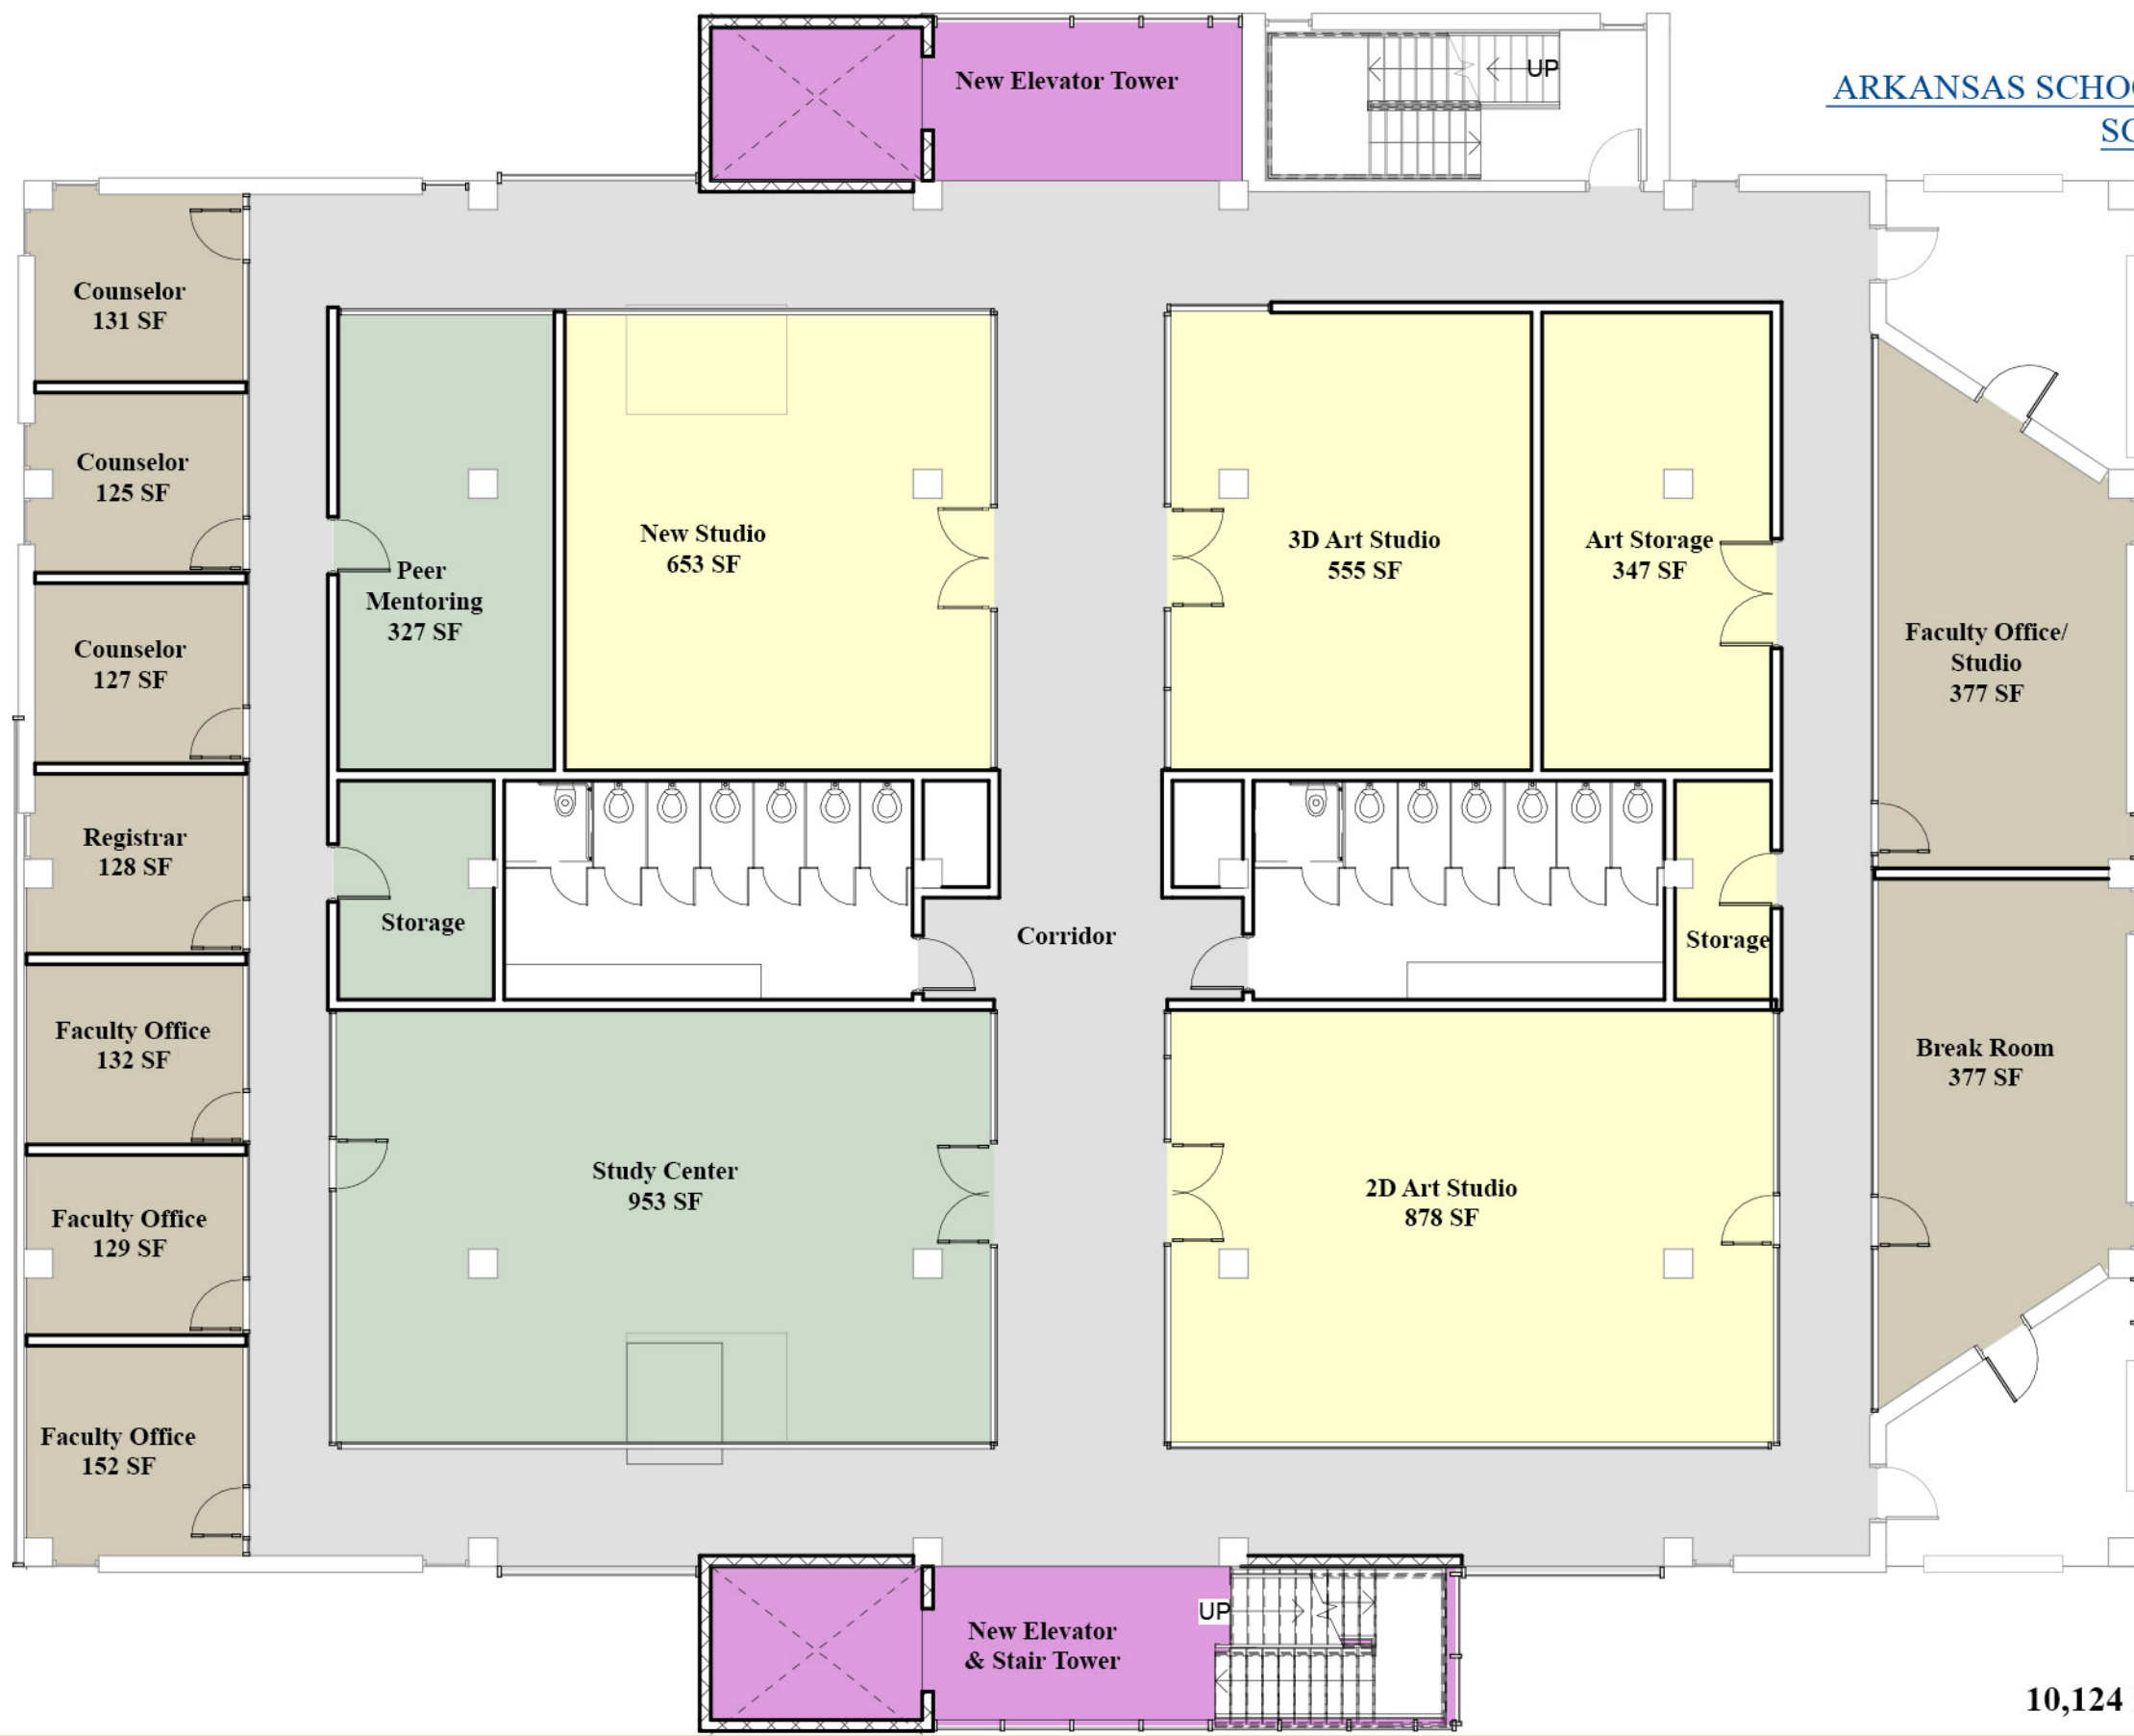 New Elevator Tower
UP
ARKANSAS SCHOO
SC
Counselor
131 SF
Counselor
125 SF
Counselor
127 SF
Registrar
128 SF
Faculty Office
132 SF
Faculty Office
129 SF
Faculty Office
152 SF
Peer
Mentoring
327 SF
New Studio
653 SF
3D Art Studio
555 SF
Art Storage
347 SF
Faculty Office/
Studio
377 SF
Storage
Corridor
Storage
Study Center
953 SF
2D Art Studio
878 SF
Break Room
377 SF
New Elevator
& Stair Tower
UP
10,124